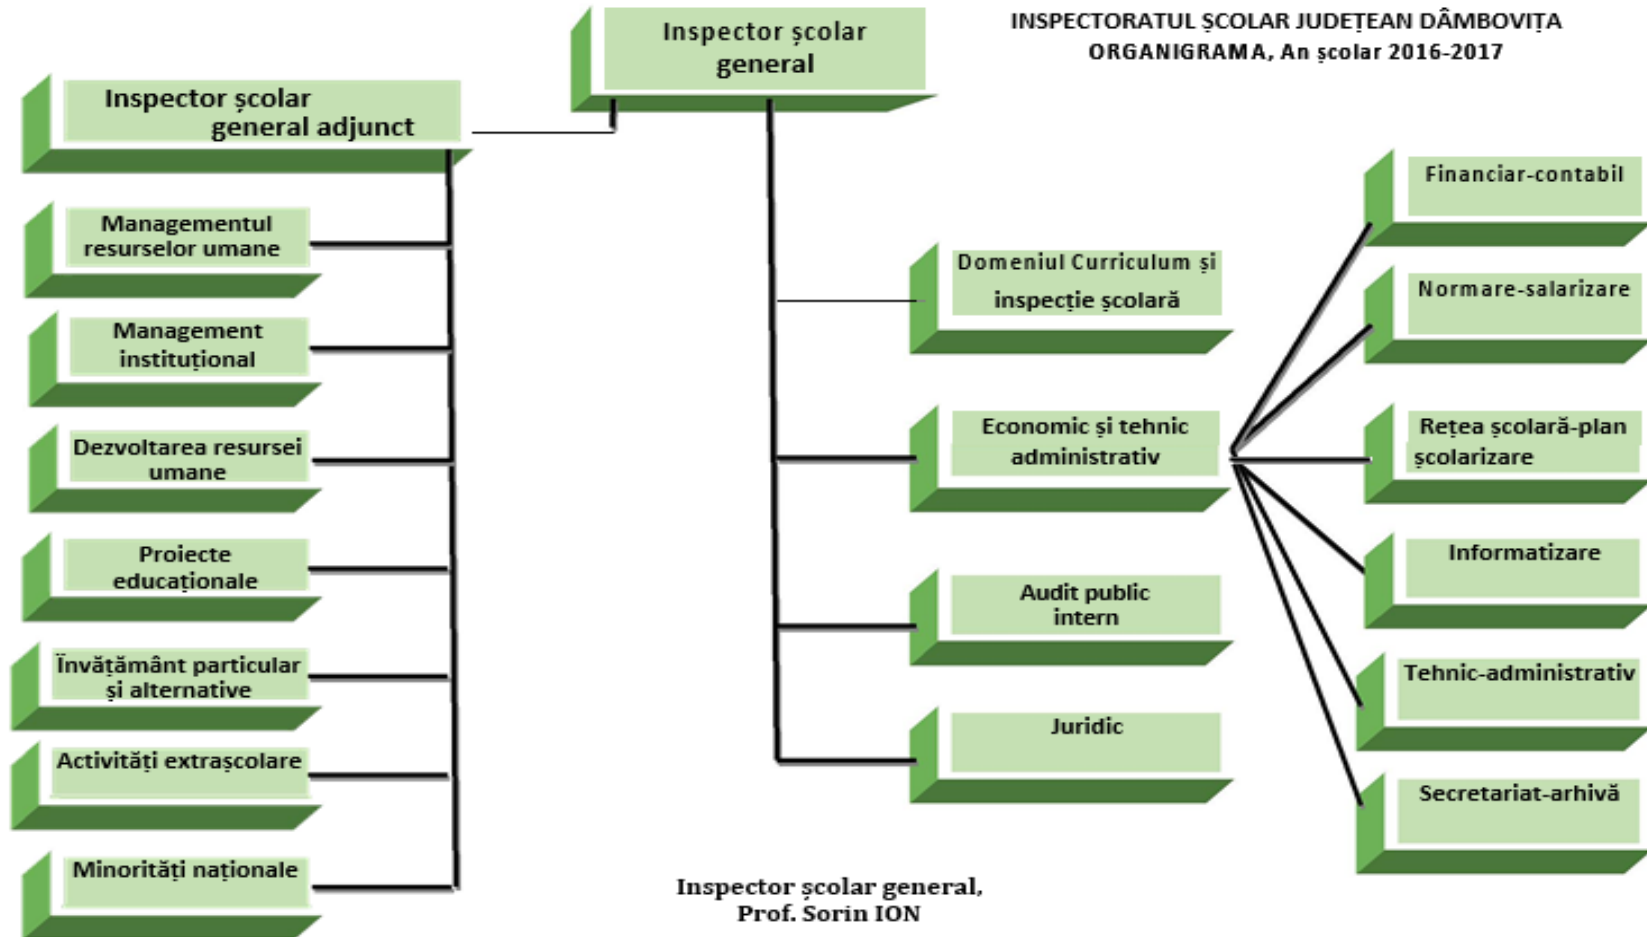 INSPECTORATUL ȘCOLAR JUDEȚEAN DÂMBOVIȚA
ORGANIGRAMA, An școlar 2016-2017
Inspector școlar
general
Inspector școlar
general adjunct
Managementul
resurselor umane
Management
instituțional
Dezvoltarea resursei
umane
Proiecte
educaționale
Învățământ particular
și alternative
Activități extrașcolare
Minorități naționale
Domeniul Curriculum și
inspecție școlară
Economic și tehnic
administrativ
Audit public
intern
Juridic
Financiar-contabil
Normare-salarizare
Rețea școlară-plan
școlarizare
Informatizare
Tehnic-administrativ
Secretariat-arhivă
Inspector școlar general,
Prof. Sorin ION